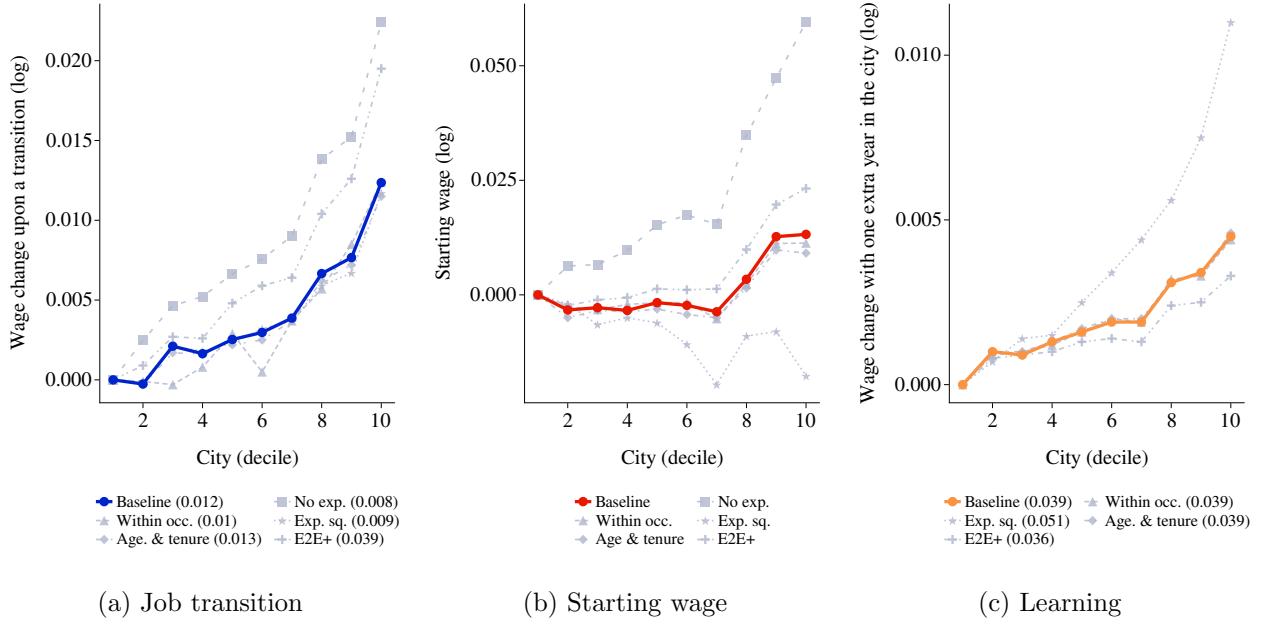 Wage change upon a transition (log)
0.020
0.015
0.010
0.005
0.000
2 4 6 8 10
City (decile)
Baseline (0.012) No exp. (0.008)
Within occ. (0.01) Exp. sq. (0.009)
Age. & tenure (0.013) E2E+ (0.039)
(a) Job transition
Starting wage (log)
0.050
0.025
0.000
2 4 6 8 10
City (decile)
Baseline No exp.
Within occ. Exp. sq.
Age & tenure E2E+
(b) Starting wage
Wage change with one extra year in the city (log)
0.010
0.005
0.000
2 4 6 8 10
City (decile)
Baseline (0.039) Within occ. (0.039)
Exp. sq. (0.051) Age. & tenure (0.039)
E2E+ (0.036)
(c) Learning